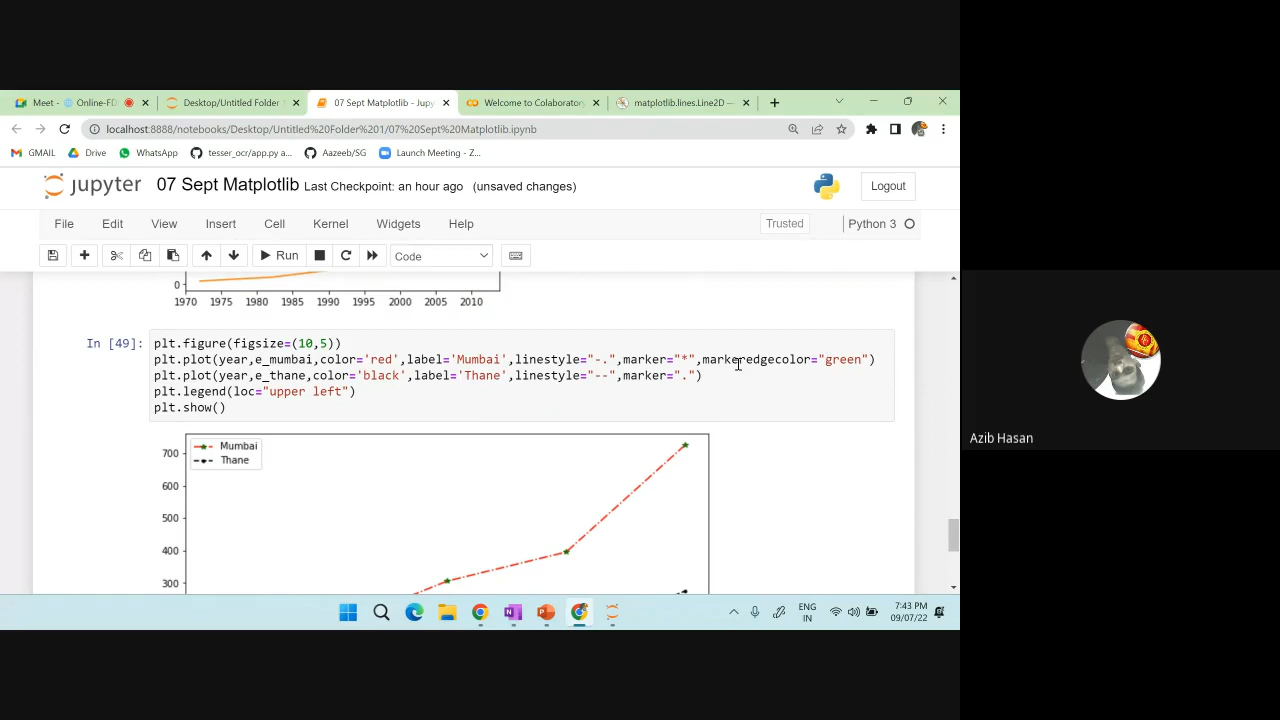 Meet - Online-FD
Desktop/Untitled Folder
07 Sept Matplotlib - Jupy
Welcome to Colaboratory
matplotlib.lines.Line2D —
localhost:8888/notebooks/Desktop/Untitled%20Folder%201/07%20Sept%20Matplotlib.ipynb
GMAIL
Drive
WhatsApp
tesser_ocr/app.py a...
Aazeeb/SG
Launch Meeting - Z...
jupyter 07 Sept Matplotlib Last Checkpoint: an hour ago (unsaved changes)
Logout
File Edit View Insert Cell Kernel Widgets Help
Trusted
Python 3
Run
Code
0
1970 1975 1980 1985 1990 1995 2000 2005 2010
In [49]:
plt.figure(figsize=(10,5))
plt.plot(year,e_mumbai,color='red',label='Mumbai',linestyle="-.",marker="*",markeredgecolor="green")
plt.plot(year,e_thane,color='black',label='Thane',linestyle="--",marker=".")
plt.legend(loc="upper left")
plt.show()
Mumbai
Thane
700
600
500
400
300
Azib Hasan
ENG
IN
7:43 PM
09/07/22